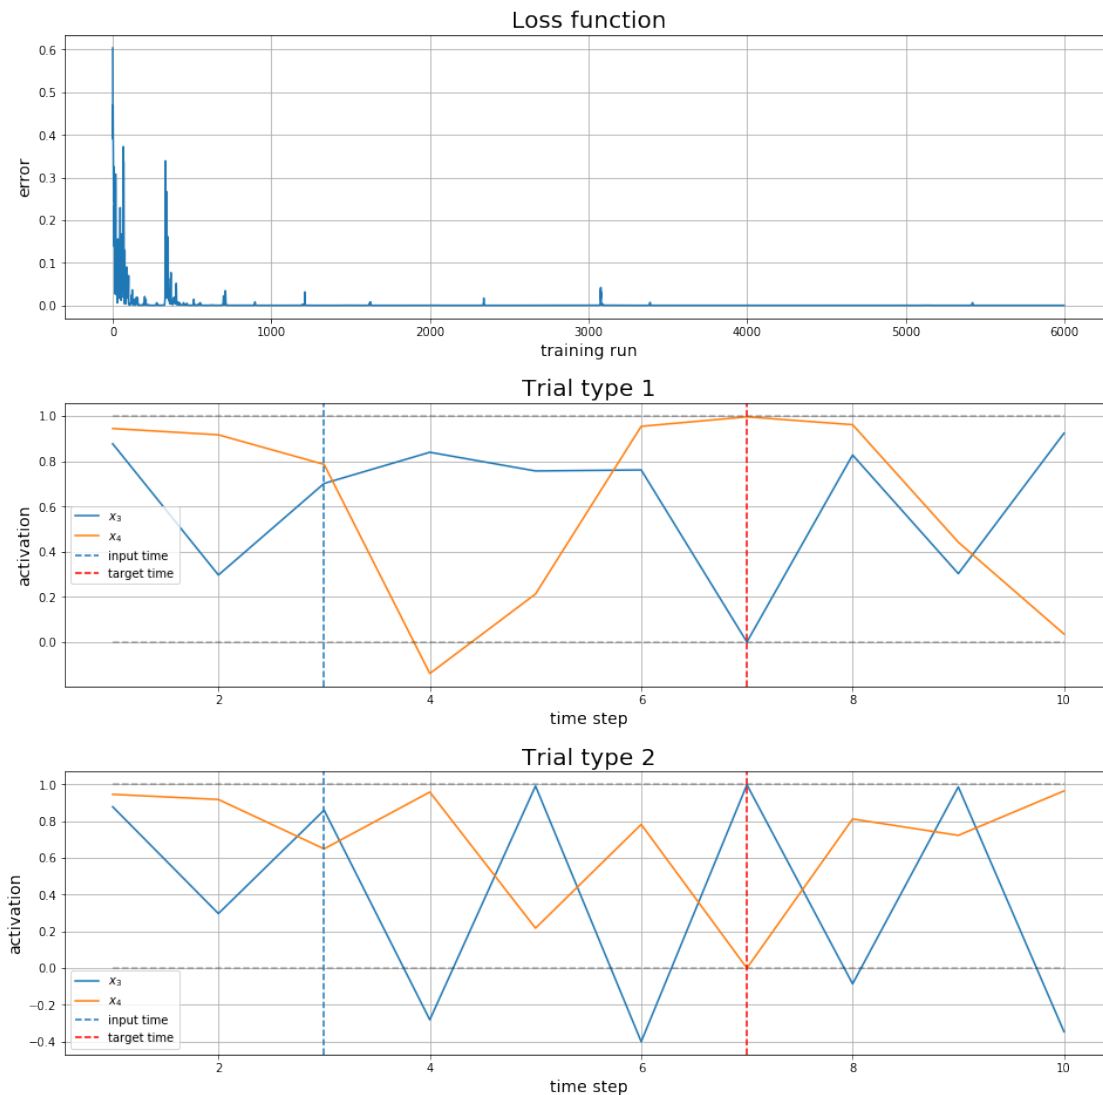 Loss function
0.6
0.5
0.4
0.3
0.2
0.1
0.0
error
0 1000 2000 3000 4000 5000 6000
training run
Trial type 1
1.0
0.8
0.6
0.4
0.2
0.0
activation
x₃
x₄
input time
target time
2 4 6 8 10
time step
Trial type 2
1.0
0.8
0.6
0.4
0.2
0.0
−0.2
−0.4
activation
x₃
x₄
input time
target time
2 4 6 8 10
time step